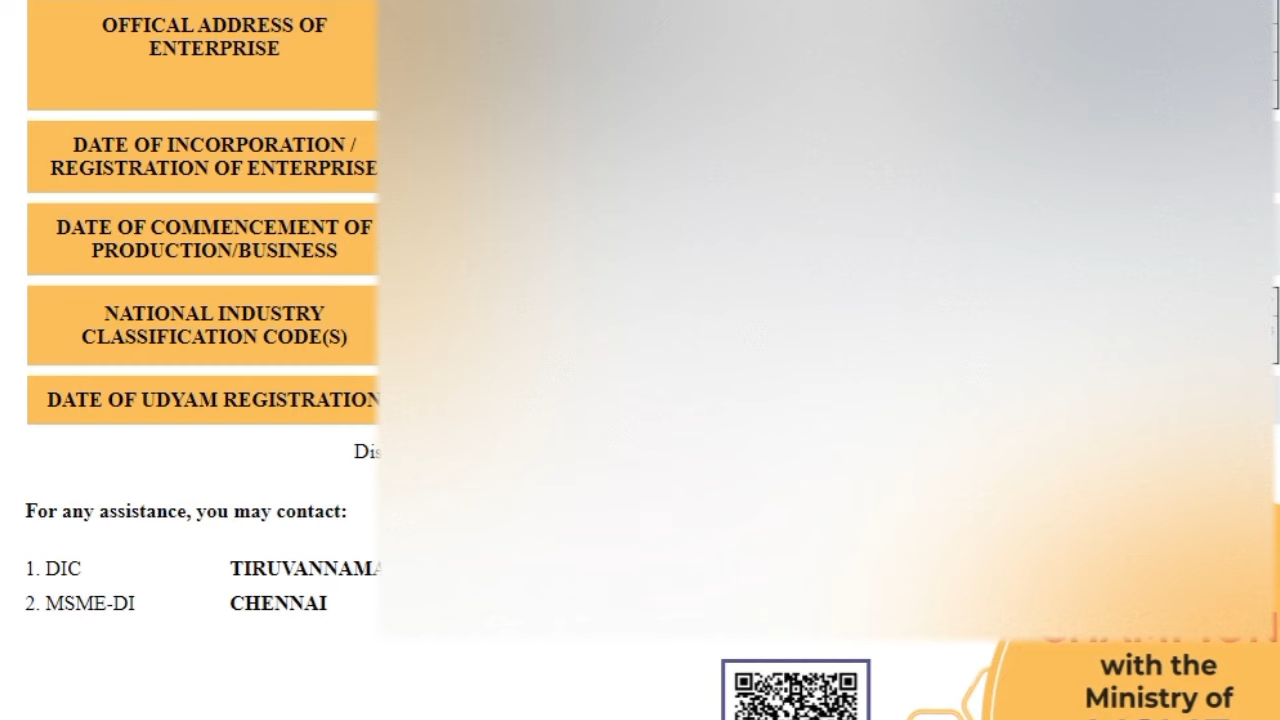 OFFICAL ADDRESS OF
ENTERPRISE
DATE OF INCORPORATION /
REGISTRATION OF ENTERPRISE
DATE OF COMMENCEMENT OF
PRODUCTION/BUSINESS
NATIONAL INDUSTRY
CLASSIFICATION CODE(S)
DATE OF UDYAM REGISTRATION
For any assistance, you may contact:
1. DIC
2. MSME-DI CHENNAI
with the
Ministry of